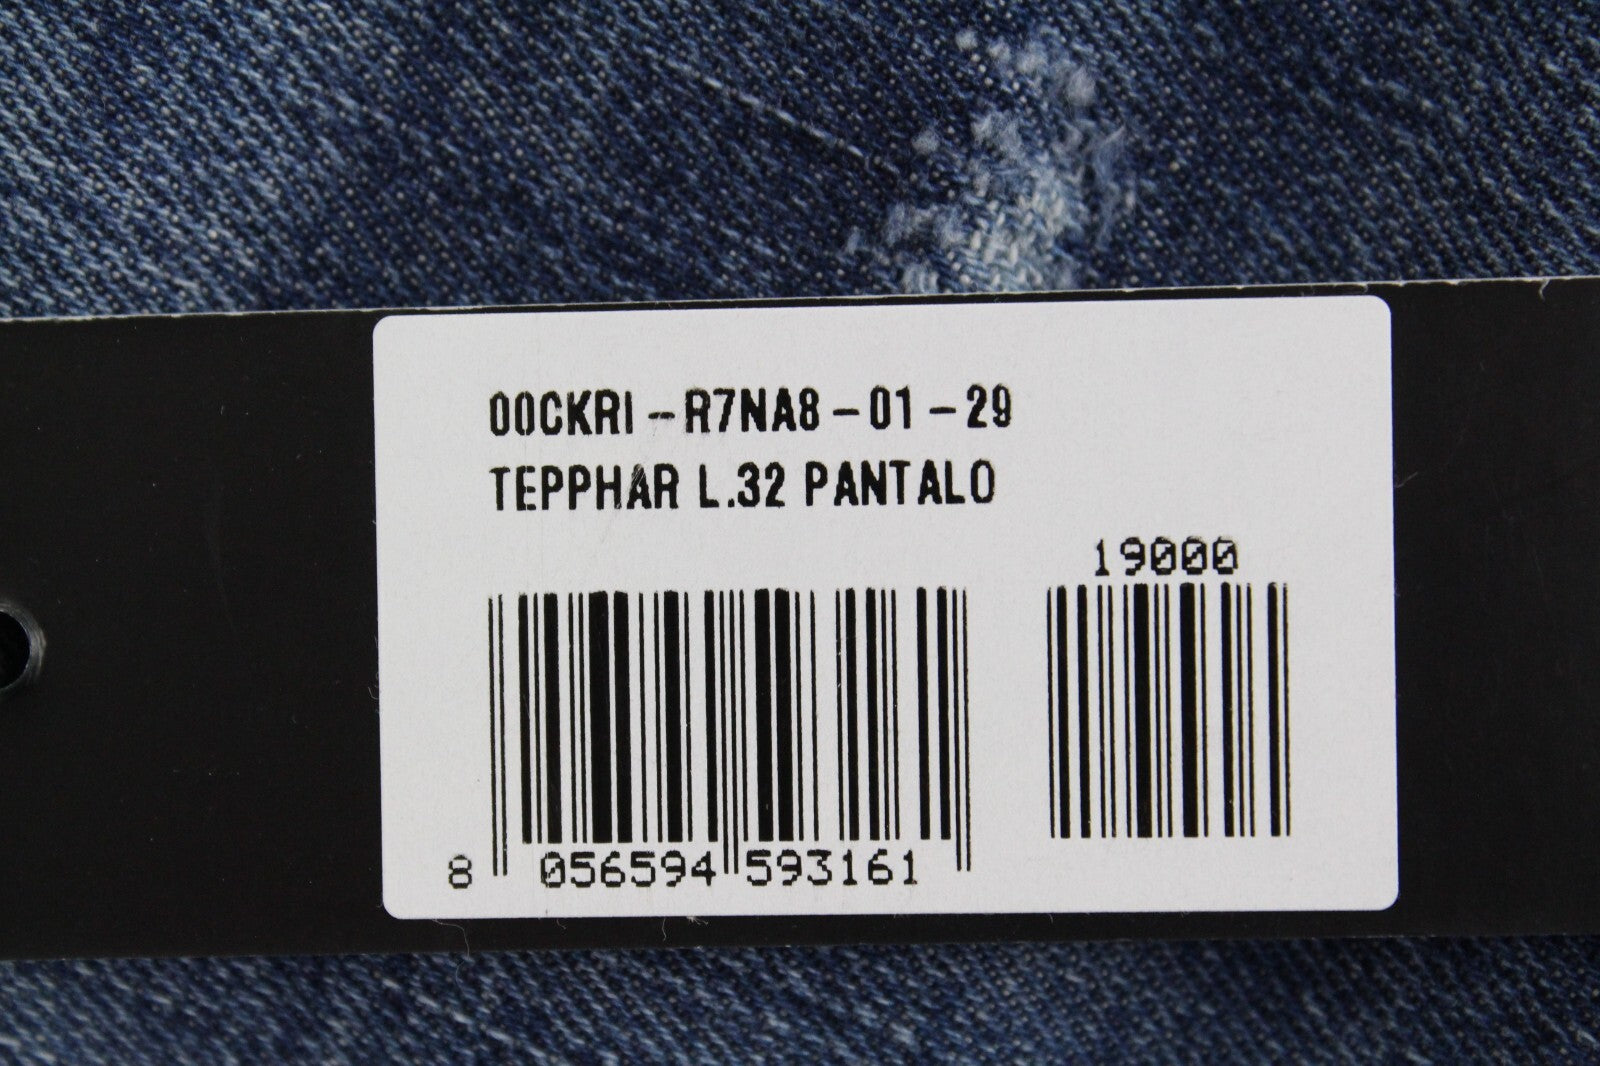 00CKRI-R7NA8-01-29
TEPPHAR L.32 PANTALO
19000
8 056594 593161